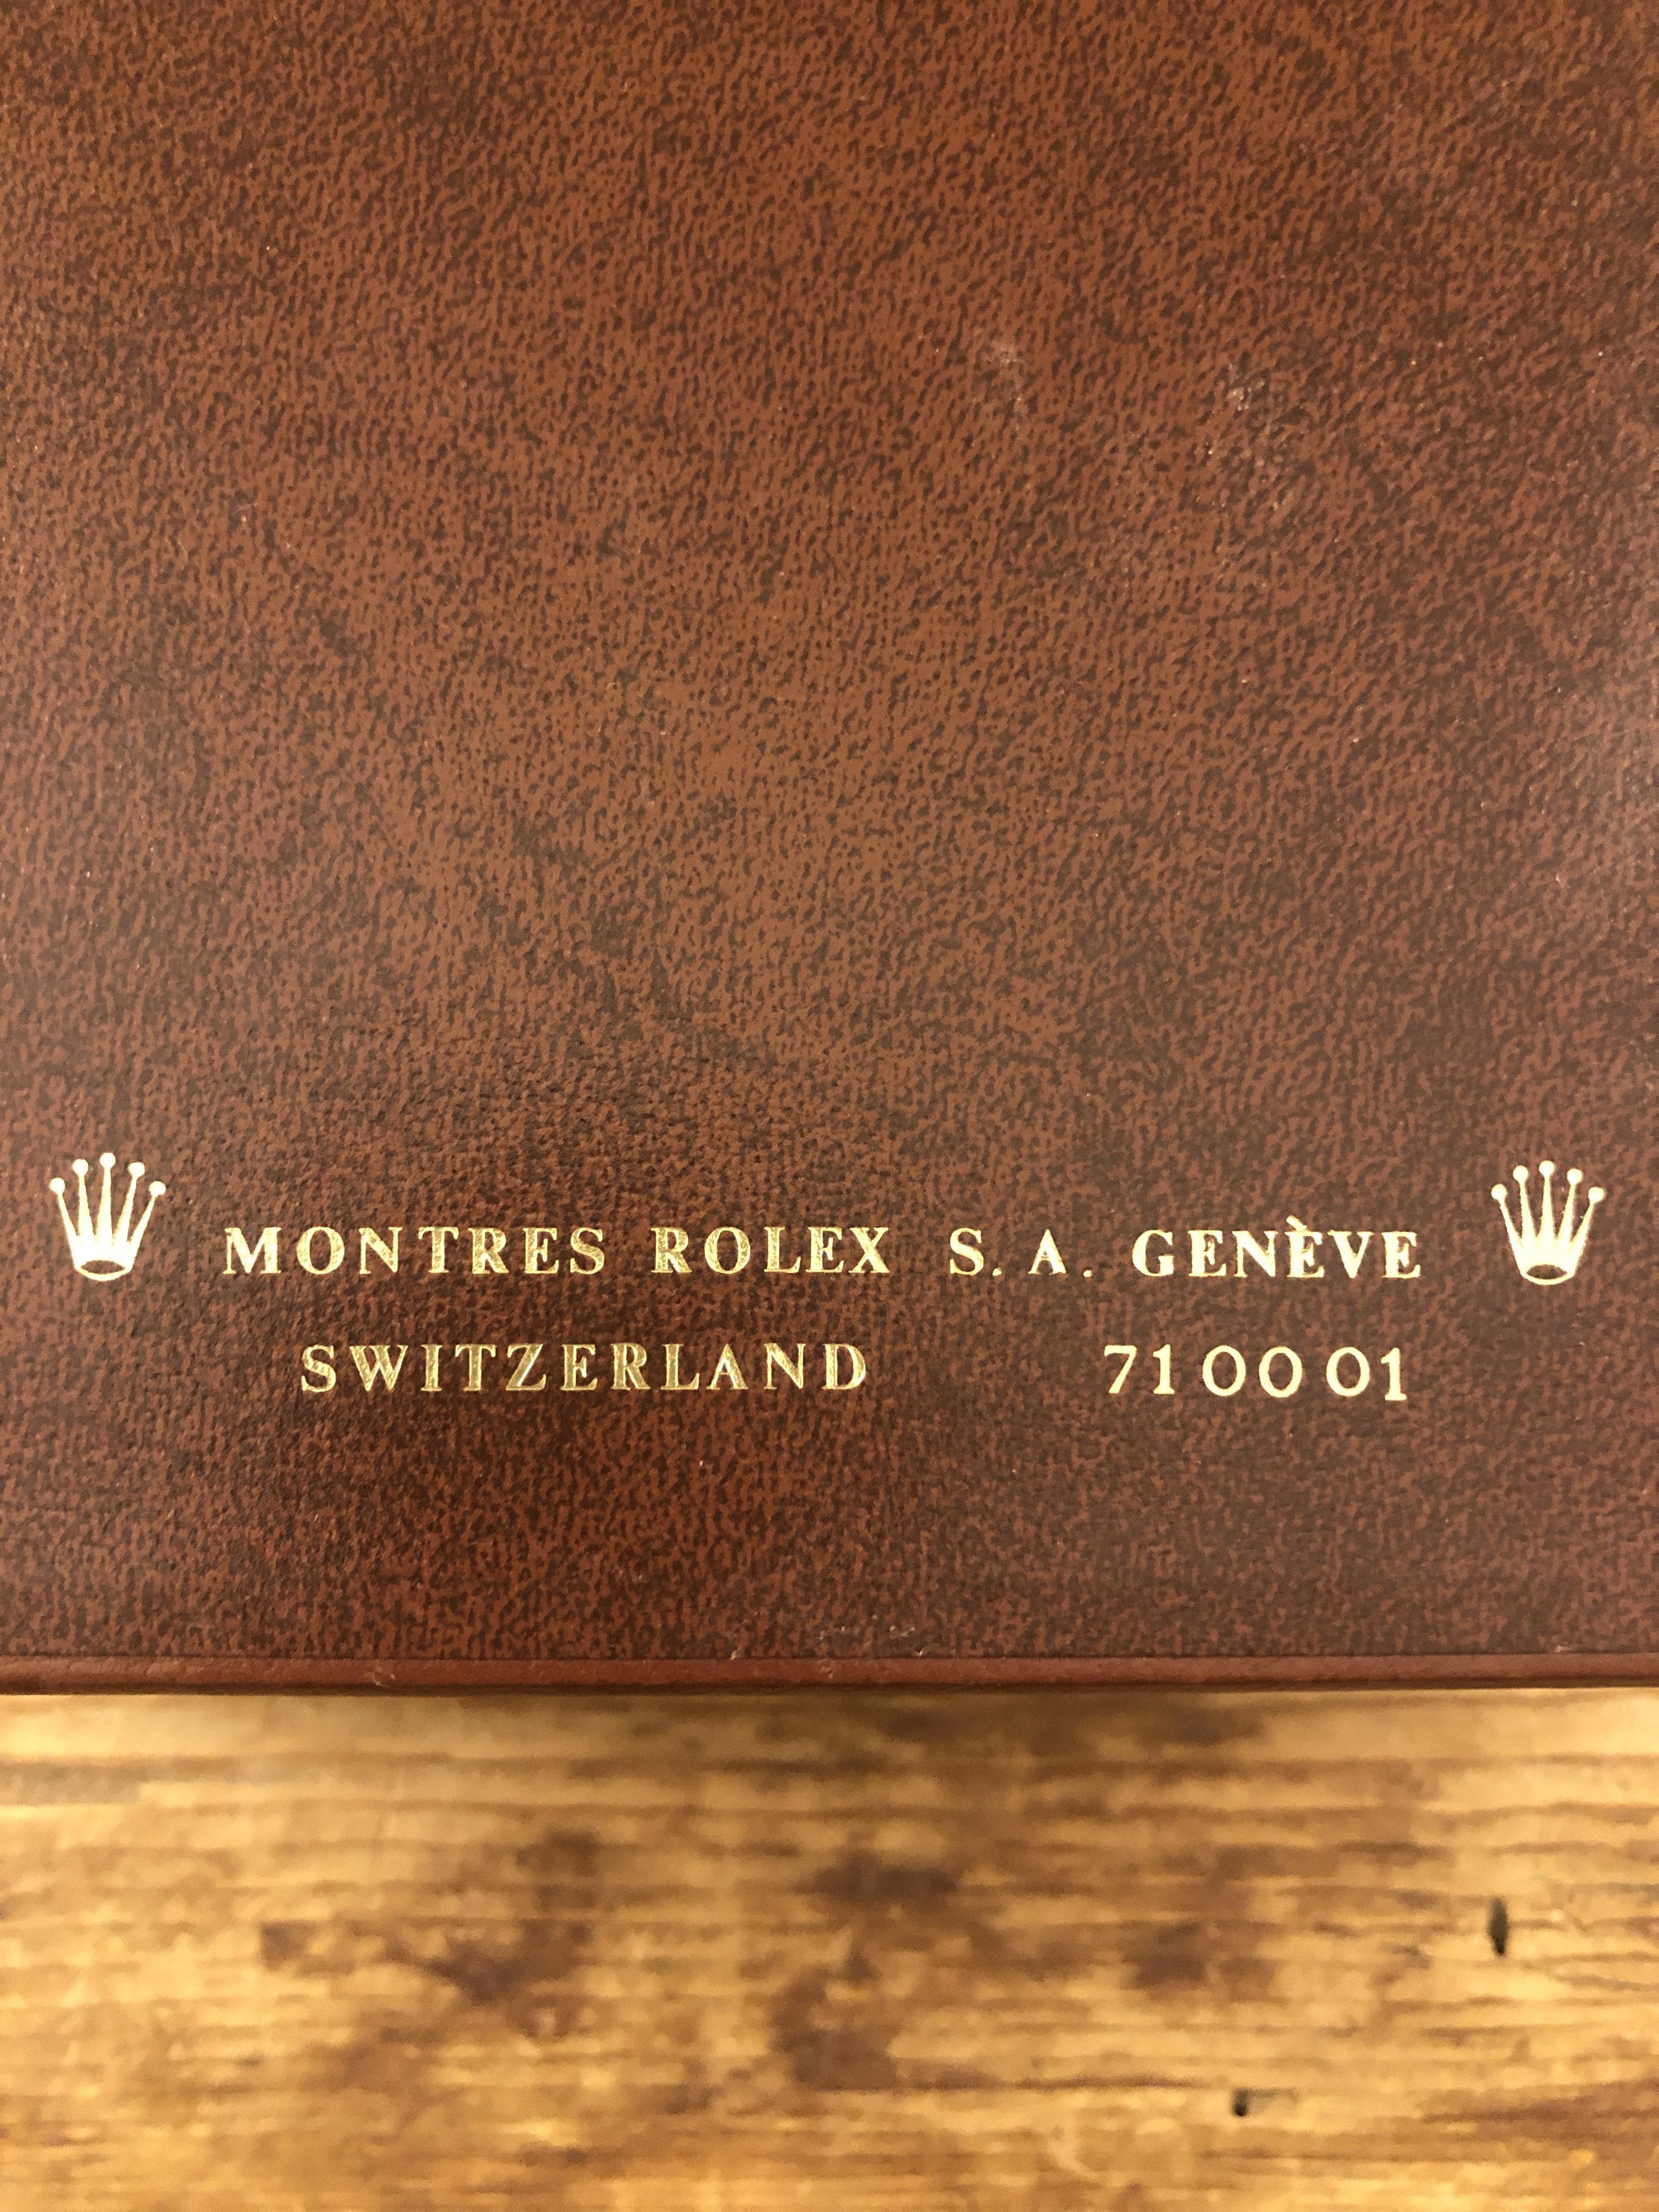 MONTRES ROLEX S. A. GENÈVE
SWITZERLAND 71 00 01